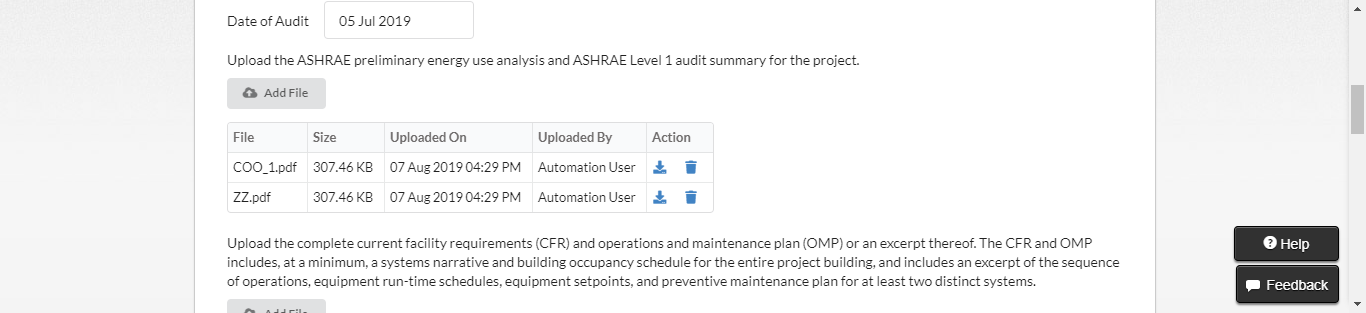 Date of Audit 05 Jul 2019
Upload the ASHRAE preliminary energy use analysis and ASHRAE Level 1 audit summary for the project.
Add File
File Size Uploaded On Uploaded By Action
COO_1.pdf 307.46 KB 07 Aug 2019 04:29 PM Automation User
ZZ.pdf 307.46 KB 07 Aug 2019 04:29 PM Automation User
Upload the complete current facility requirements (CFR) and operations and maintenance plan (OMP) or an excerpt thereof. The CFR and OMP
includes, at a minimum, a systems narrative and building occupancy schedule for the entire project building, and includes an excerpt of the sequence
of operations, equipment run-time schedules, equipment setpoints, and preventive maintenance plan for at least two distinct systems.
Add File
Help
Feedback